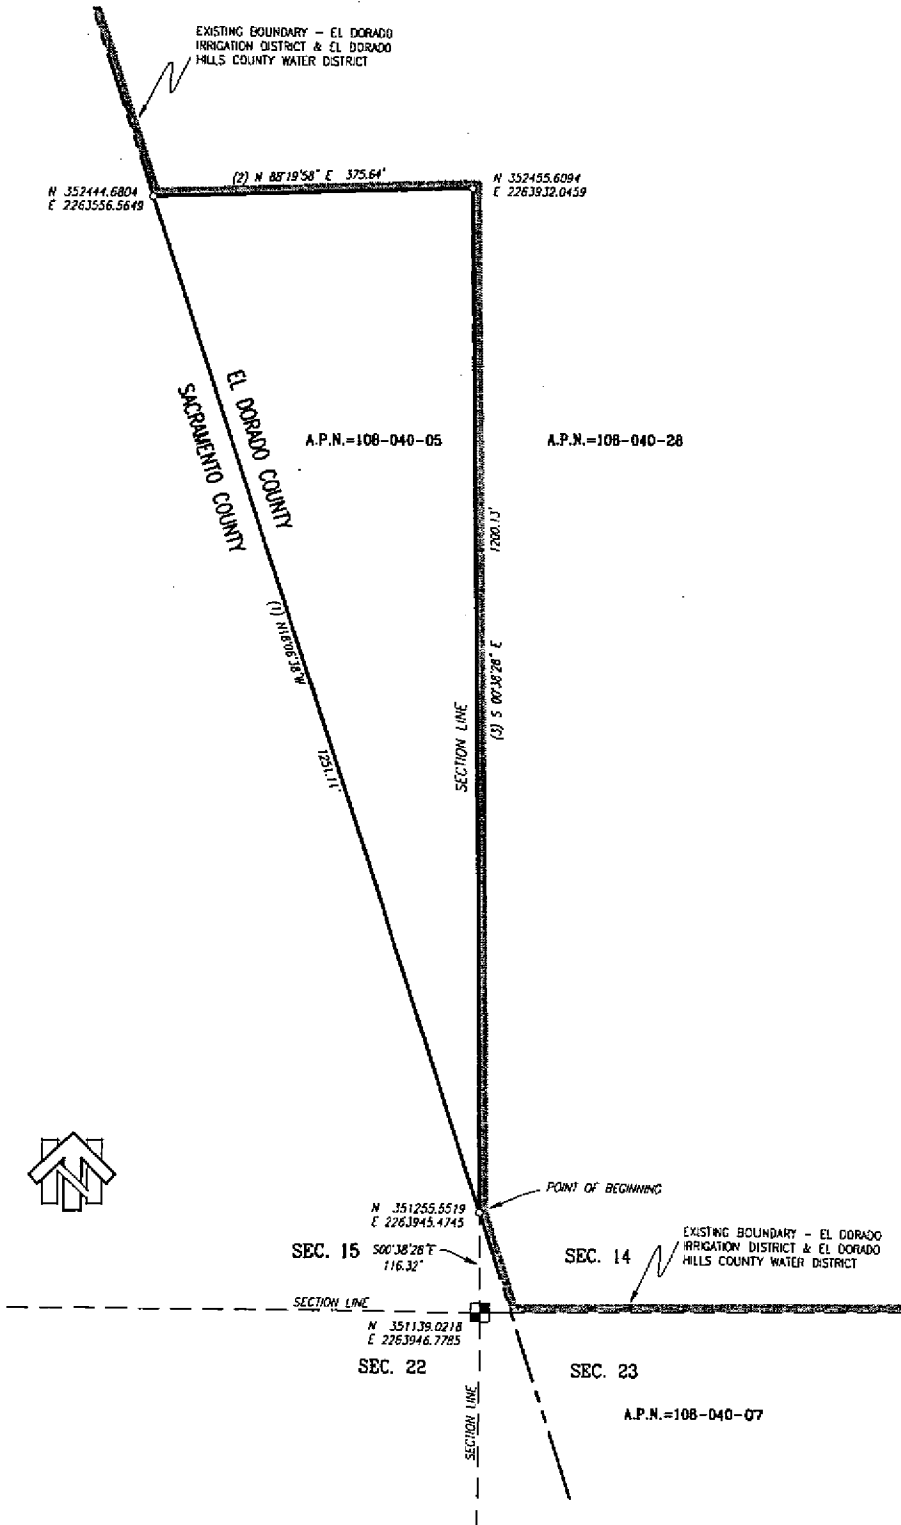 EXISTING BOUNDARY - EL DORADO
IRRIGATION DISTRICT & EL DORADO
HILLS COUNTY WATER DISTRICT
(2) N 88°19'58" E 375.64'
N 352444.6804
E 2263556.5649
N 352455.6094
E 2263932.0459
EL DORADO COUNTY
SACRAMENTO COUNTY
A.P.N.=108-040-05
A.P.N.=108-040-28
1200.13'
(1) N18°06'38"W
(3) S 00°38'28" E
SECTION LINE
1251.11'
POINT OF BEGINNING
N 351255.5519
E 2263945.4745
SEC. 15
S00°38'28"E
116.32'
SEC. 14
EXISTING BOUNDARY - EL DORADO
IRRIGATION DISTRICT & EL DORADO
HILLS COUNTY WATER DISTRICT
SECTION LINE
N 351139.0218
E 2263946.7785
SEC. 22
SEC. 23
SECTION LINE
A.P.N.=108-040-07
N